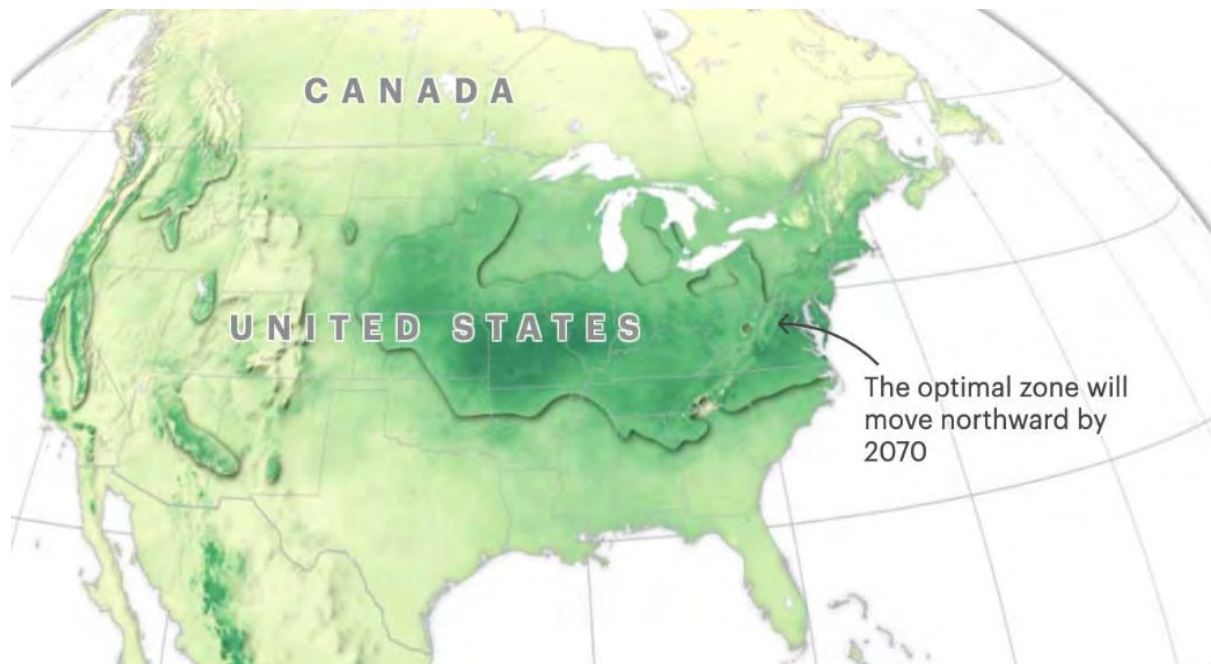 CANADA
UNITED STATES
The optimal zone will
move northward by
2070